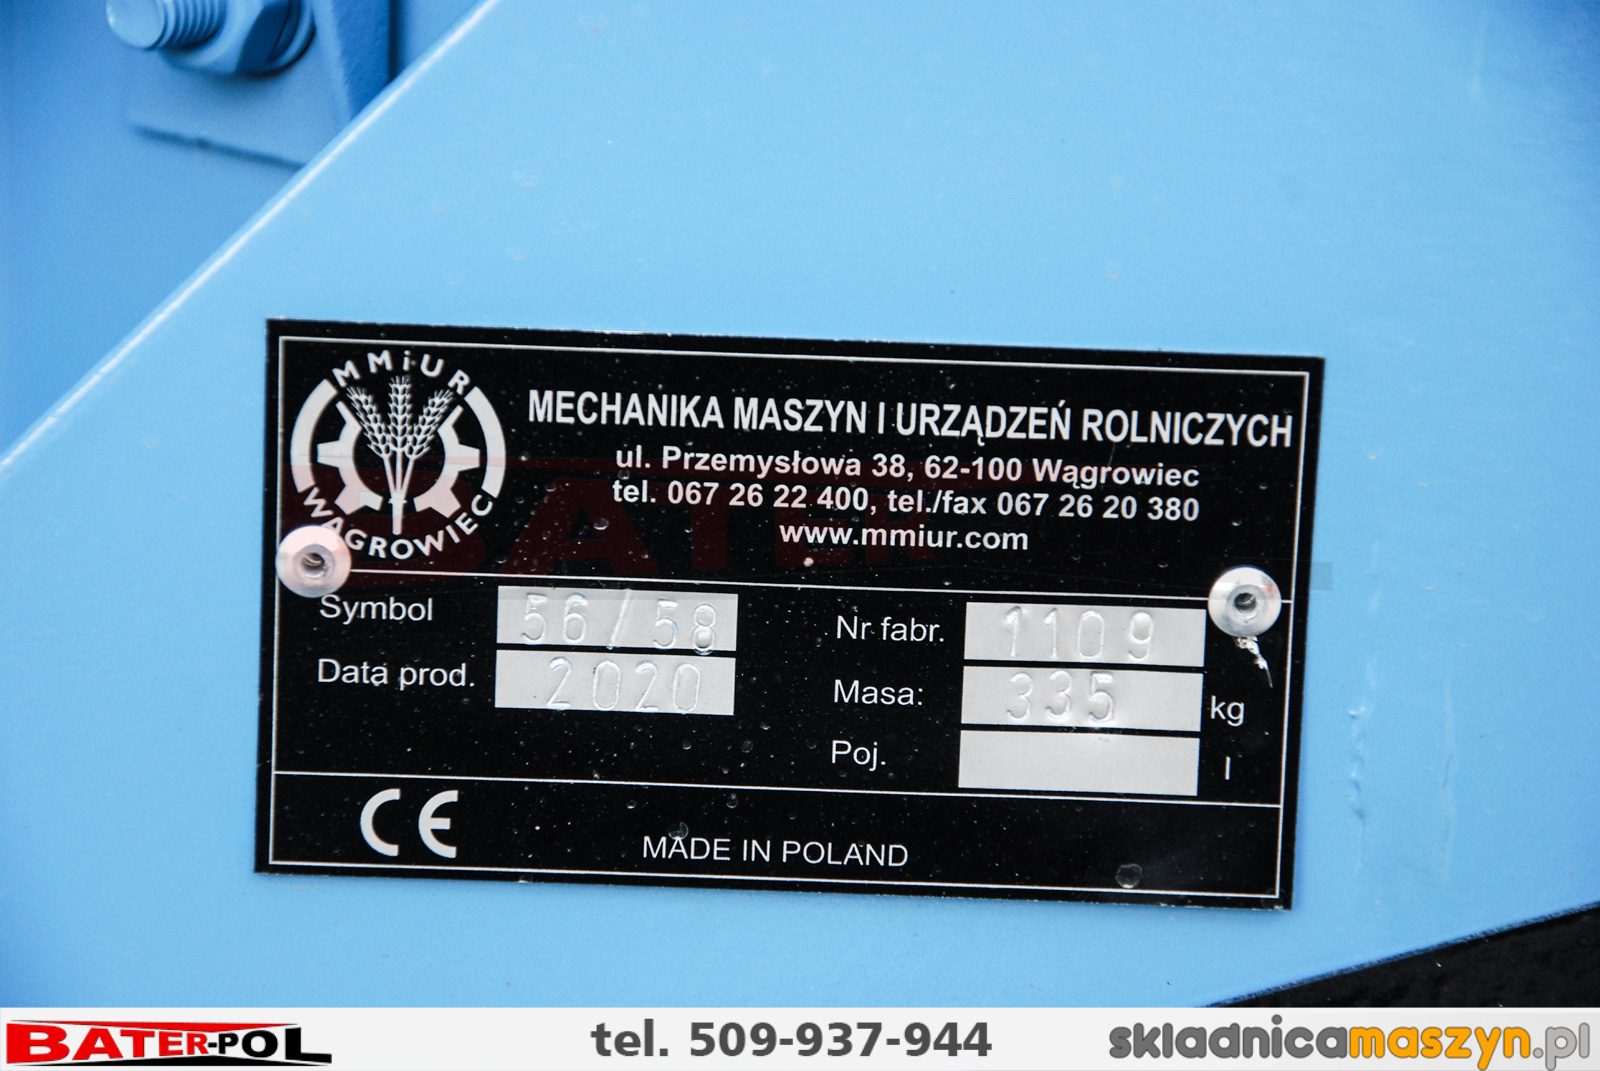 MMiUR
WĄGROWIEC
MECHANIKA MASZYN I URZĄDZEŃ ROLNICZYCH
ul. Przemysłowa 38, 62-100 Wągrowiec
tel. 067 26 22 400, tel./fax 067 26 20 380
www.mmiur.com
Symbol 56/58 Nr fabr. 1109
Data prod. 2020 Masa: 335 kg
Poj. l
CE
MADE IN POLAND
BATER-POL tel. 509-937-944 skladnicamaszyn.pl